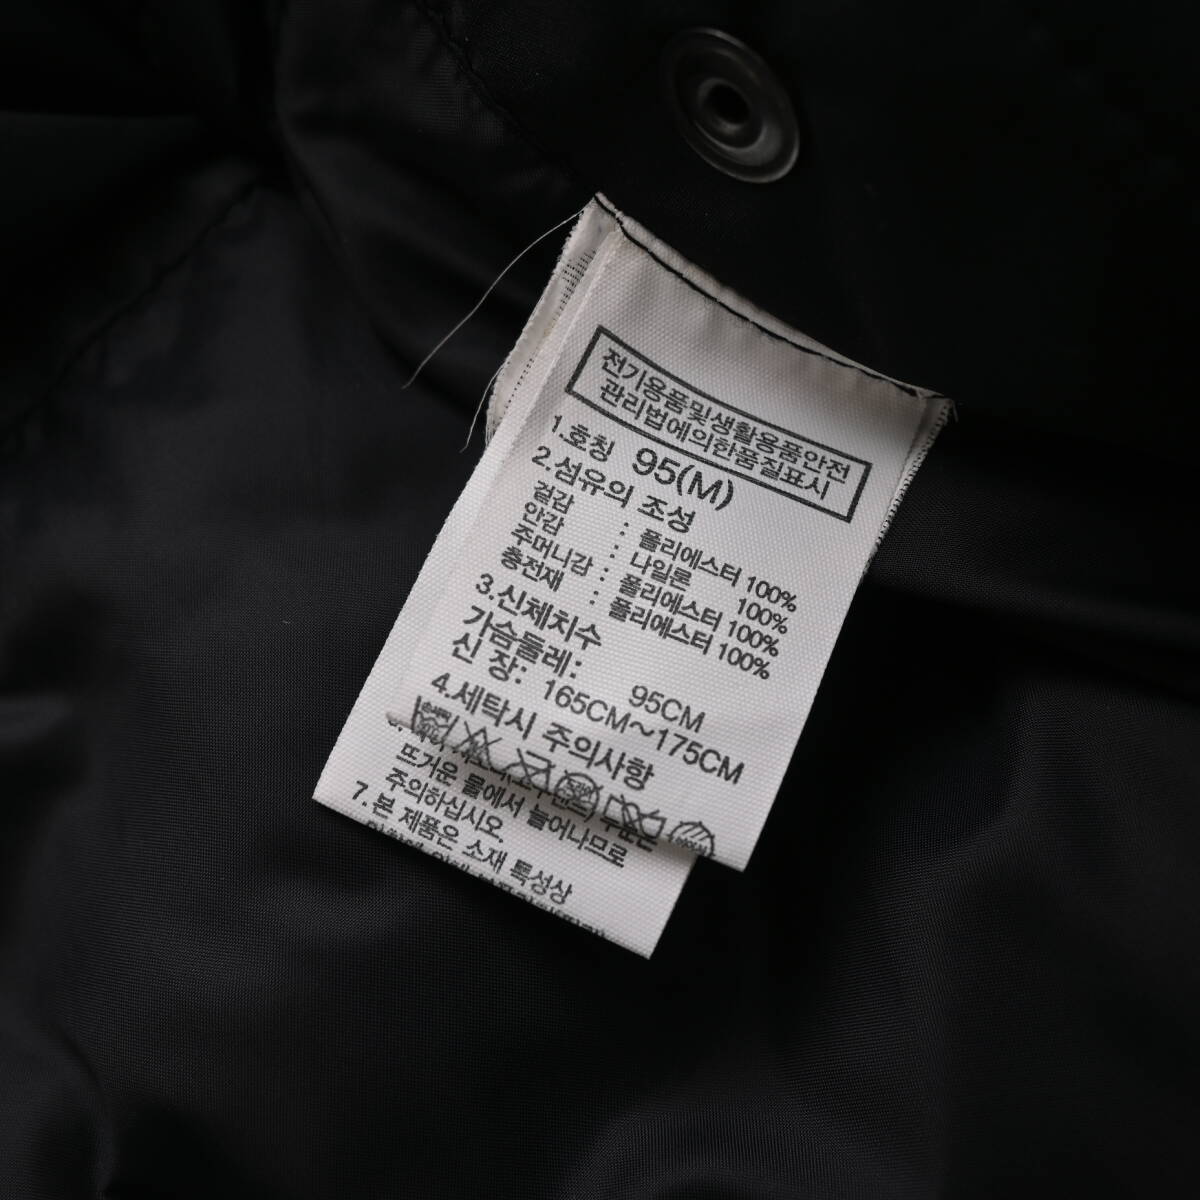 전기용품및생활용품안전
관리법에의한품질표시
1.호칭 95(M)
2.섬유의 조성
겉감 : 폴리에스터 100%
안감 : 나일론 100%
주머니감 : 폴리에스터 100%
충전재 : 폴리에스터 100%
3.신체치수
가슴둘레: 95CM
신 장: 165CM~175CM
4.세탁시 주의사항
뜨거운 물에서 늘어나므로
주의하십시오.
7. 본 제품은 소재 특성상